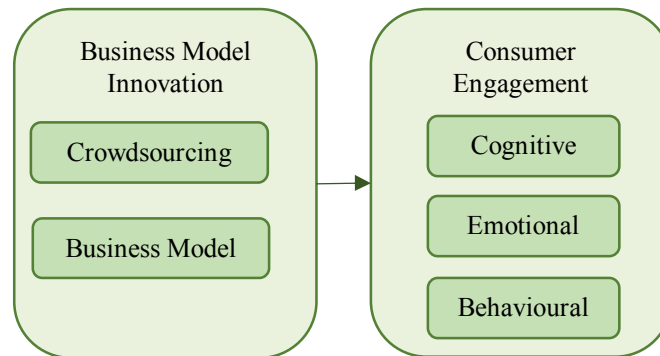 Business Model
Innovation
Crowdsourcing
Business Model
Consumer
Engagement
Cognitive
Emotional
Behavioural